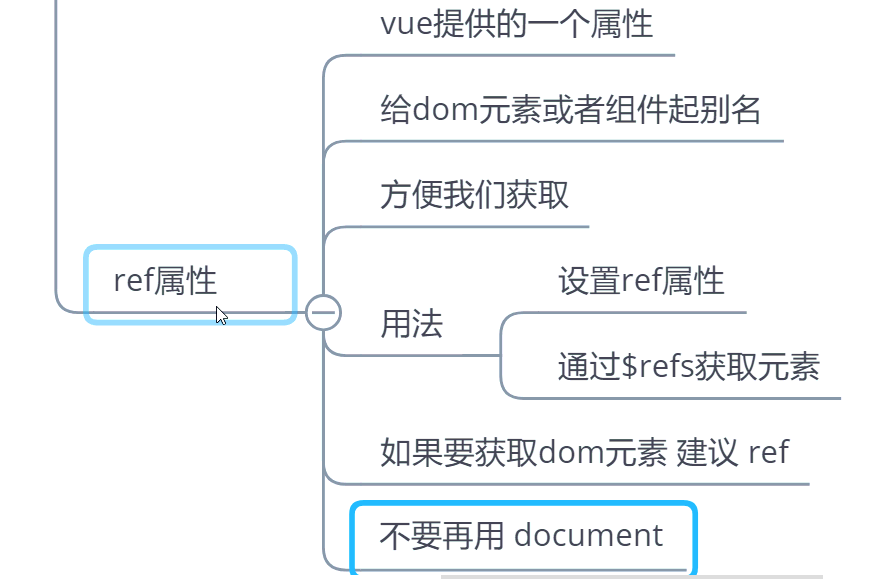 vue提供的一个属性
给dom元素或者组件起别名
方便我们获取
ref属性
设置ref属性
用法
通过$refs获取元素
如果要获取dom元素 建议 ref
不要再用 document